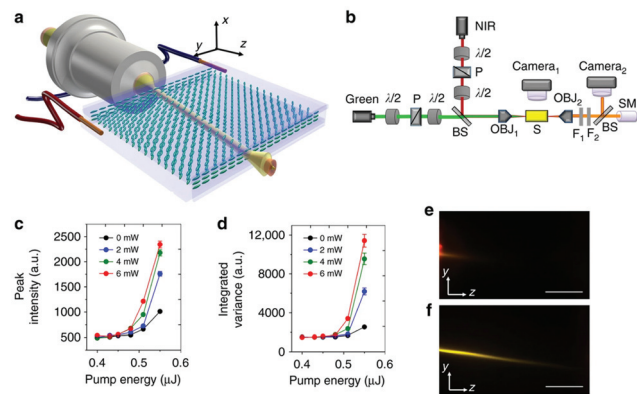 a
x
y
z
b
NIR
λ/2
P
λ/2
Camera1
Camera2
Green
λ/2
P
λ/2
BS
OBJ1
S
OBJ2
F1
F2
BS
SM
c
Peak
intensity (a.u.)
2500
2000
1500
1000
500
0 mW
2 mW
4 mW
6 mW
0.4
0.5
0.6
Pump energy (μJ)
d
Integrated
variance (a.u.)
12,000
8000
4000
0
0 mW
2 mW
4 mW
6 mW
0.4
0.5
0.6
Pump energy (μJ)
e
y
z
f
y
z